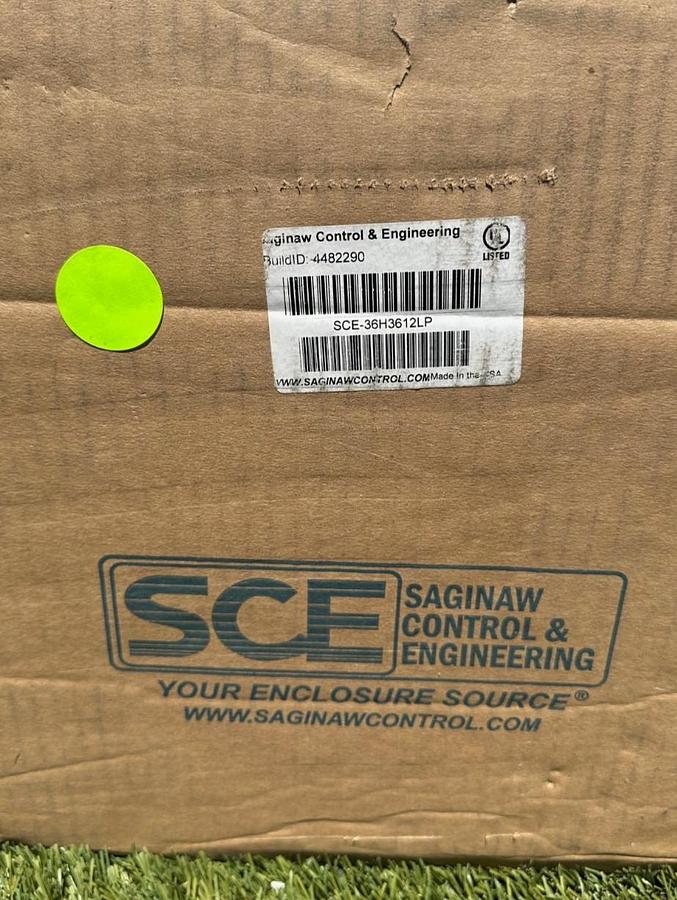 aginaw Control & Engineering
BuildID: 4482290
UL
LISTED
SCE-36H3612LP
WWW.SAGINAWCONTROL.COM Made In the USA
SCE
SAGINAW
CONTROL &
ENGINEERING
YOUR ENCLOSURE SOURCE®
WWW.SAGINAWCONTROL.COM